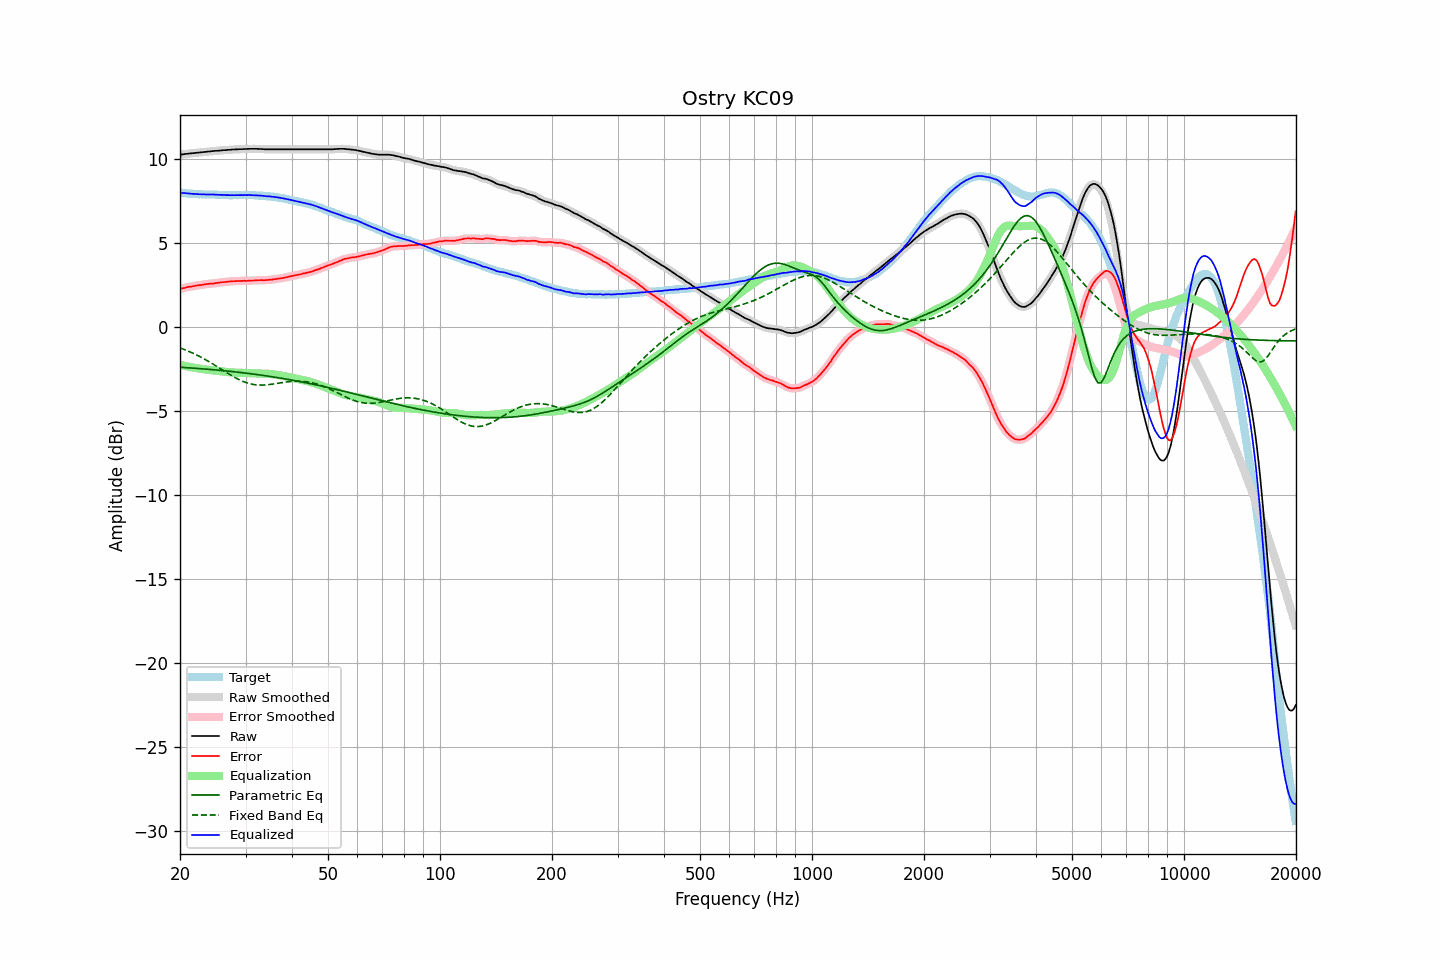 Ostry KC09
Amplitude (dBr)
10
5
0
−5
−10
−15
−20
−25
−30
Target
Raw Smoothed
Error Smoothed
Raw
Error
Equalization
Parametric Eq
Fixed Band Eq
Equalized
20 50 100 200 500 1000 2000 5000 10000 20000
Frequency (Hz)